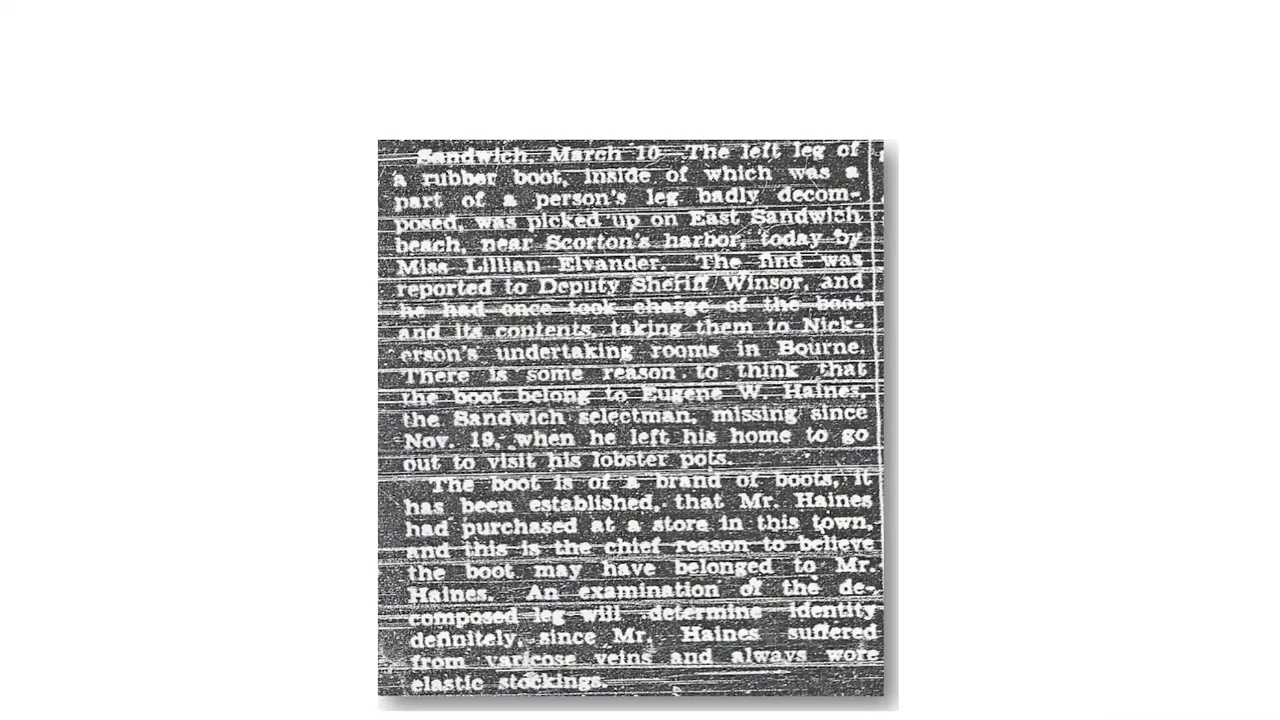 Sandwich, March 10 The left leg of
a rubber boot, inside of which was a
part of a person's leg badly decom-
posed, was picked up on East Sandwich
beach, near Scorton's harbor, today by
Miss Lillian Elvander. The find was
reported to Deputy Sheriff Winsor, and
he had once took charge of the boot
and its contents, taking them to Nick-
erson's undertaking rooms in Bourne.
There is some reason to think that
the boot belong to Eugene W. Haines,
the Sandwich selectman, missing since
Nov. 19, when he left his home to go
out to visit his lobster pots.
The boot is of a brand of boots, it
has been established, that Mr. Haines
had purchased at a store in this town,
and this is the chief reason to believe
the boot may have belonged to Mr.
Haines. An examination of the de-
composed leg will determine identity
definitely, since Mr. Haines suffered
from varicose veins and always wore
elastic stockings.